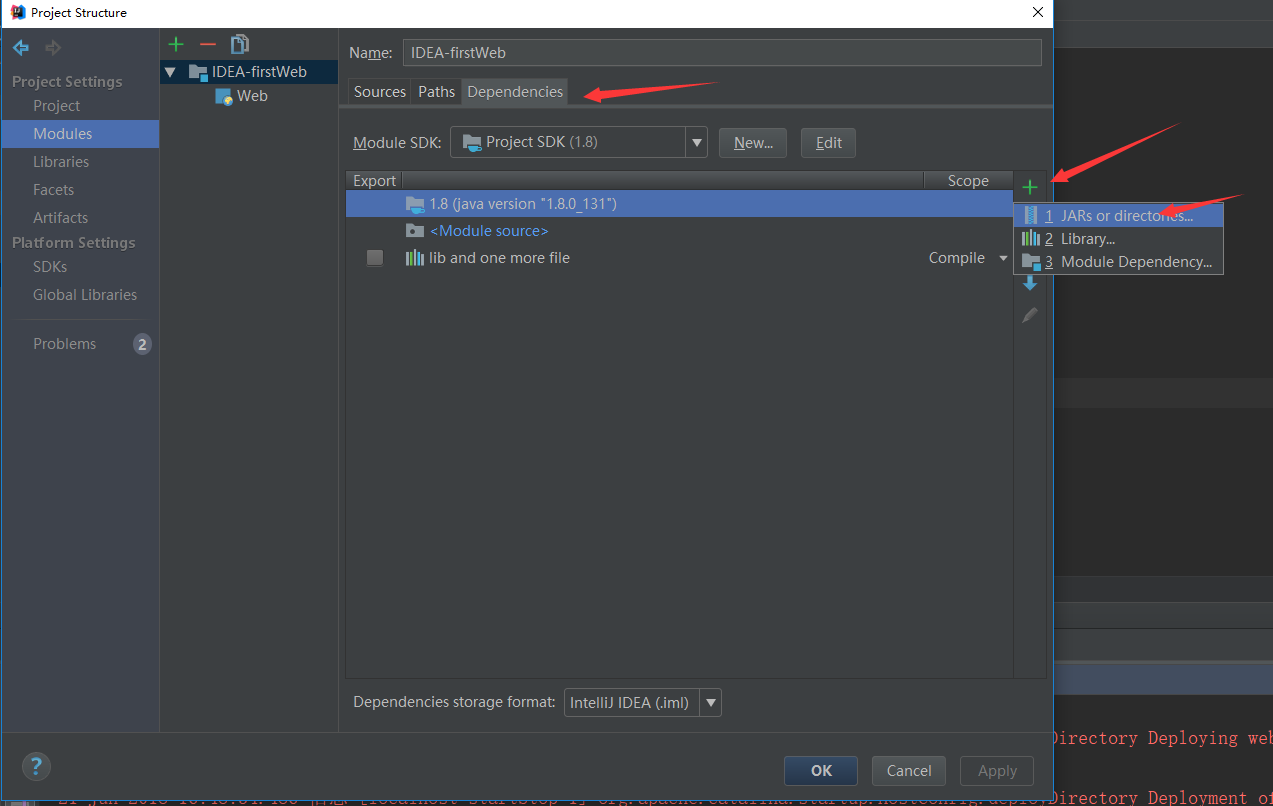 Project Structure
Project Settings
Project
Modules
Libraries
Facets
Artifacts
Platform Settings
SDKs
Global Libraries
Problems 2
IDEA-firstWeb
Web
Name: IDEA-firstWeb
Sources Paths Dependencies
Module SDK: Project SDK (1.8) New... Edit
Export Scope
1.8 (java version "1.8.0_131")
<Module source>
lib and one more file Compile
1 JARs or directories...
2 Library...
3 Module Dependency...
Dependencies storage format: IntelliJ IDEA (.iml)
? OK Cancel Apply
Directory Deploying web
Directory Deployment of